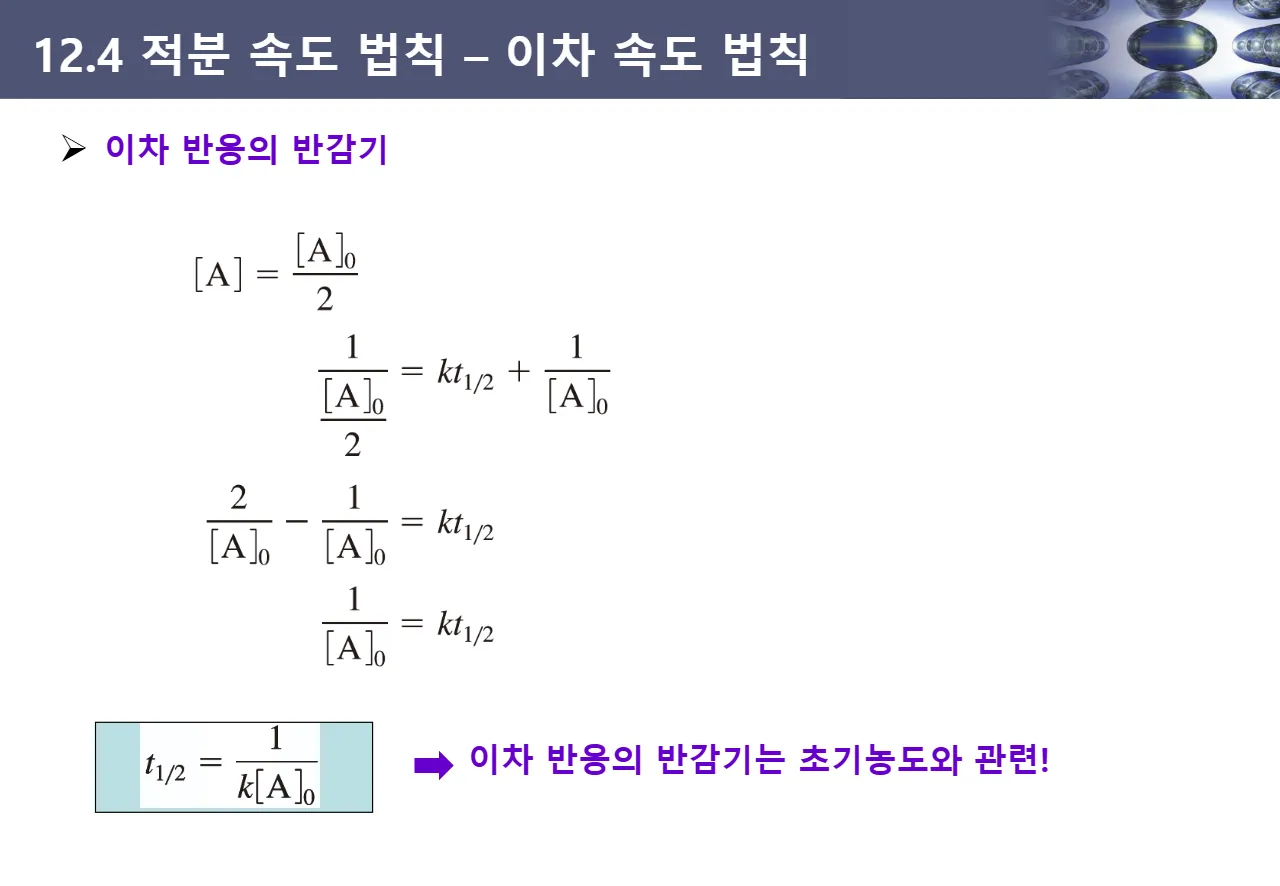 12.4 적분 속도 법칙 – 이차 속도 법칙
➢ 이차 반응의 반감기
[A] = [A]₀ / 2
1 / ([A]₀ / 2) = kt₁/₂ + 1 / [A]₀
2 / [A]₀ − 1 / [A]₀ = kt₁/₂
1 / [A]₀ = kt₁/₂
t₁/₂ = 1 / k[A]₀
➡ 이차 반응의 반감기는 초기농도와 관련!